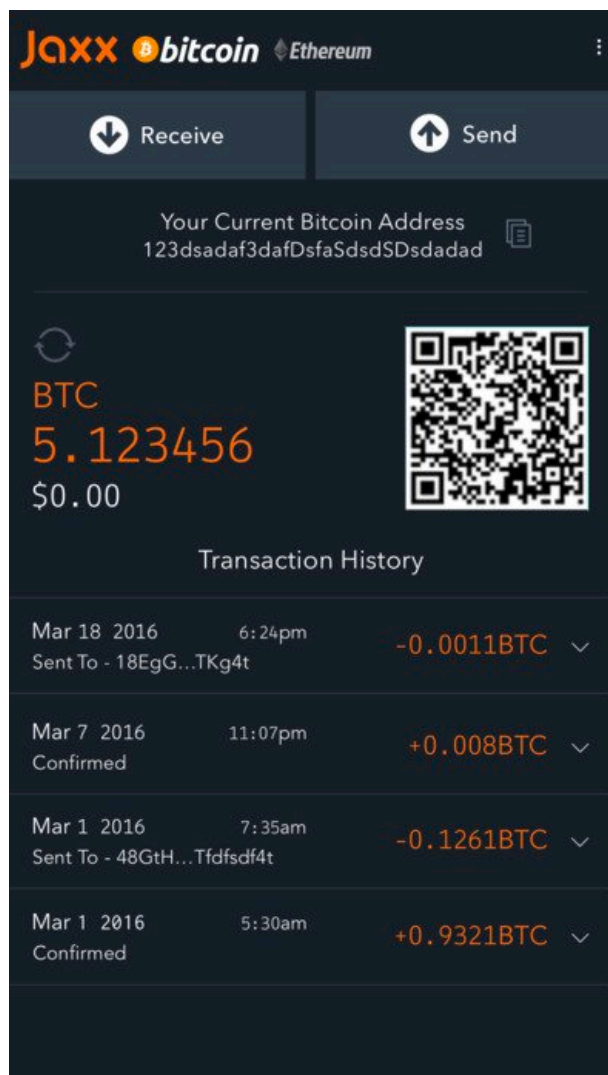 Jaxx bitcoin Ethereum
Receive
Send
Your Current Bitcoin Address
123dsadaf3dafDsfaSdsdSDsdadad
BTC
5.123456
$0.00
Transaction History
Mar 18 2016 6:24pm -0.0011BTC
Sent To - 18EgG...TKg4t
Mar 7 2016 11:07pm +0.008BTC
Confirmed
Mar 1 2016 7:35am -0.1261BTC
Sent To - 48GtH...Tfdfsdf4t
Mar 1 2016 5:30am +0.9321BTC
Confirmed